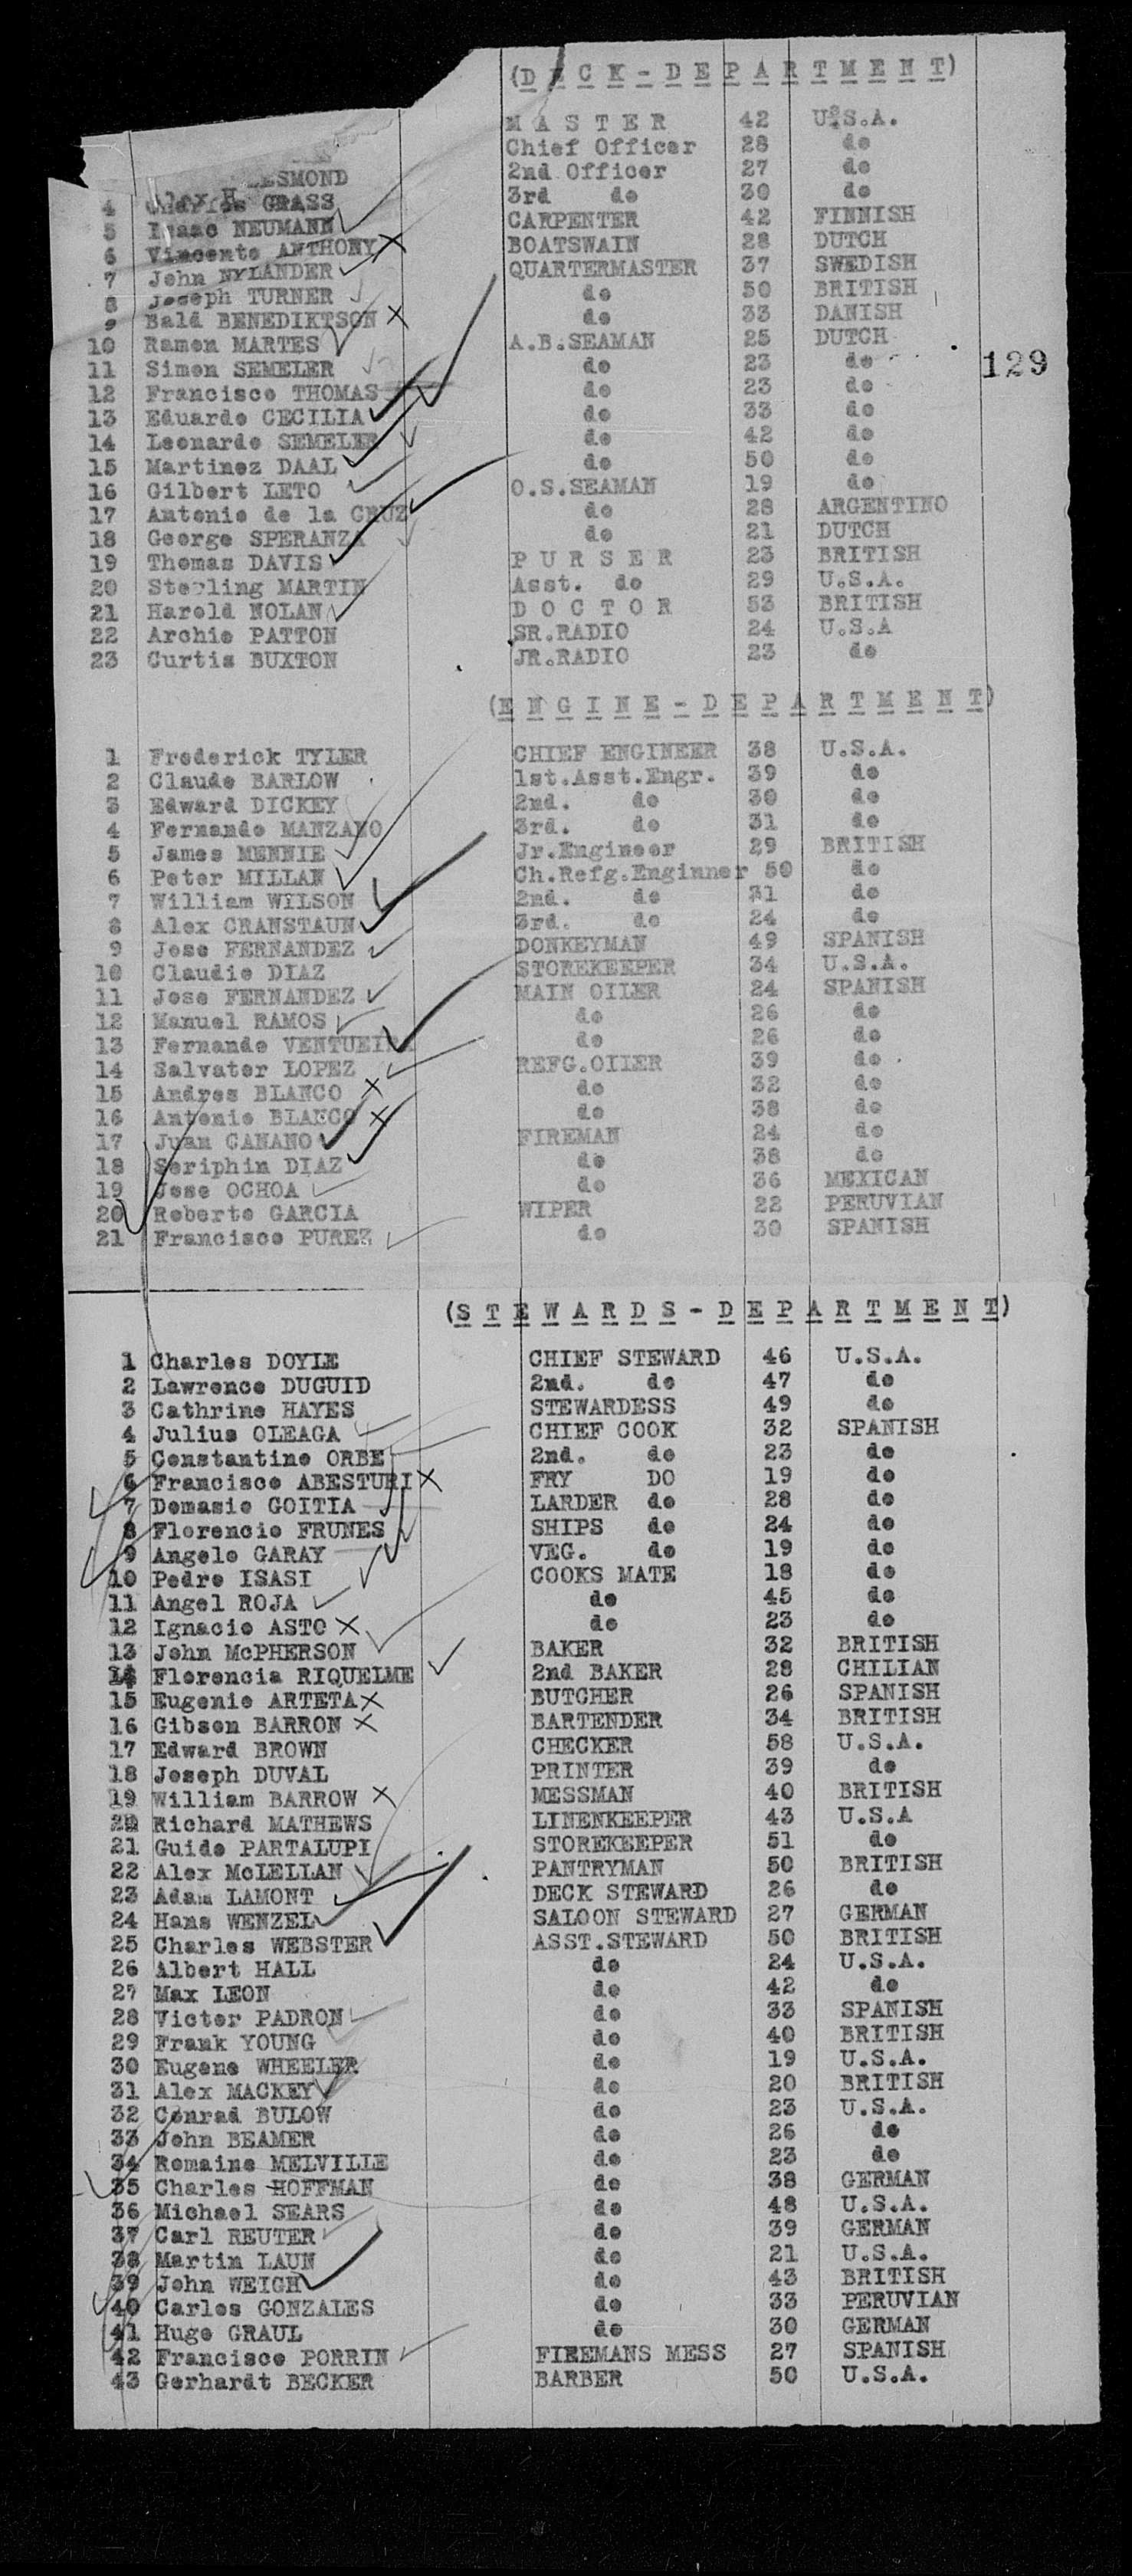 (DECK-DEPARTMENT)
MASTER 42 U.S.A.
Chief Officer 28 do
ESMOND 2nd Officer 27 do
4 GRASS 3rd do 30 do
5 Isaac NEUMANN CARPENTER 42 FINNISH
6 Vincente ANTHONY BOATSWAIN 28 DUTCH
7 John NYLANDER QUARTERMASTER 37 SWEDISH
8 Joseph TURNER do 50 BRITISH
9 Bald BENEDIKTSON do 33 DANISH
10 Ramon MARTES A.B.SEAMAN 25 DUTCH
11 Simon SEMELER do 23 do
129
12 Francisco THOMAS do 23 do
13 Eduardo CECILIA do 33 do
14 Leonardo SEMELER do 42 do
15 Martinez DAAL do 50 do
16 Gilbert LETO O.S.SEAMAN 19 do
17 Antonio de la CRUZ do 28 ARGENTINO
18 George SPERANZA do 21 DUTCH
19 Thomas DAVIS PURSER 23 BRITISH
20 Sterling MARTIN Asst. do 29 U.S.A.
21 Harold NOLAN DOCTOR 53 BRITISH
22 Archie PATTON SR.RADIO 24 U.S.A
23 Curtis BUXTON JR.RADIO 23 do
(ENGINE-DEPARTMENT)
1 Frederick TYLER CHIEF ENGINEER 38 U.S.A.
2 Claude BARLOW 1st.Asst.Engr. 39 do
3 Edward DICKEY 2nd. do 30 do
4 Fernando MANZANO 3rd. do 31 do
5 James MENNIE Jr.Engineer 29 BRITISH
6 Peter MILLAN Ch.Refg.Enginner 50 do
7 William WILSON 2nd. do 31 do
8 Alex CRANSTAUN 3rd. do 24 do
9 Jose FERNANDEZ DONKEYMAN 49 SPANISH
10 Claudio DIAZ STOREKEEPER 34 U.S.A.
11 Jose FERNANDEZ MAIN OILER 24 SPANISH
12 Manuel RAMOS do 26 do
13 Fernando VENTUEIRA do 26 do
14 Salvator LOPEZ REFG.OIIER 39 do
15 Andres BLANCO do 32 do
16 Antonio BLANCO do 38 do
17 Juan CANANO FIREMAN 24 do
18 Seriphin DIAZ do 38 do
19 Jose OCHOA do 36 MEXICAN
20 Roberto GARCIA WIPER 22 PERUVIAN
21 Francisco PUREZ do 30 SPANISH
(STEWARDS-DEPARTMENT)
1 Charles DOYLE CHIEF STEWARD 46 U.S.A.
2 Lawrence DUGUID 2nd. do 47 do
3 Cathrine HAYES STEWARDESS 49 do
4 Julius OLEAGA CHIEF COOK 32 SPANISH
5 Constantino ORBE 2nd. do 23 do
6 Francisco ABESTURI FRY DO 19 do
7 Domasio GOITIA LARDER do 28 do
8 Florencio FRUNES SHIPS do 24 do
9 Angelo GARAY VEG. do 19 do
10 Pedro ISASI COOKS MATE 18 do
11 Angel ROJA do 45 do
12 Ignacio ASTO do 23 do
13 John McPHERSON BAKER 32 BRITISH
14 Florencia RIQUELME 2nd BAKER 28 CHILIAN
15 Eugenio ARTETA BUTCHER 26 SPANISH
16 Gibson BARRON BARTENDER 34 BRITISH
17 Edward BROWN CHECKER 58 U.S.A.
18 Joseph DUVAL PRINTER 39 do
19 William BARROW MESSMAN 40 BRITISH
20 Richard MATHEWS LINENKEEPER 43 U.S.A
21 Guido PARTALUPI STOREKEEPER 51 do
22 Alex McLELLAN PANTRYMAN 50 BRITISH
23 Adam LAMONT DECK STEWARD 26 do
24 Hans WENZEL SALOON STEWARD 27 GERMAN
25 Charles WEBSTER ASST.STEWARD 50 BRITISH
26 Albert HALL do 24 U.S.A.
27 Max LEON do 42 do
28 Victor PADRON do 33 SPANISH
29 Frank YOUNG do 40 BRITISH
30 Eugene WHEELER do 19 U.S.A.
31 Alex MACKEY do 20 BRITISH
32 Conrad BULOW do 23 U.S.A.
33 John BEAMER do 26 do
34 Romaine MELVILLE do 23 do
35 Charles HOFFMAN do 38 GERMAN
36 Michael SEARS do 48 U.S.A.
37 Carl REUTER do 39 GERMAN
38 Martin LAUN do 21 U.S.A.
39 John WEIGH do 43 BRITISH
40 Carlos GONZALES do 33 PERUVIAN
41 Hugo GRAUL do 30 GERMAN
42 Francisco PORRIN FIREMANS MESS 27 SPANISH
43 Gerhardt BECKER BARBER 50 U.S.A.